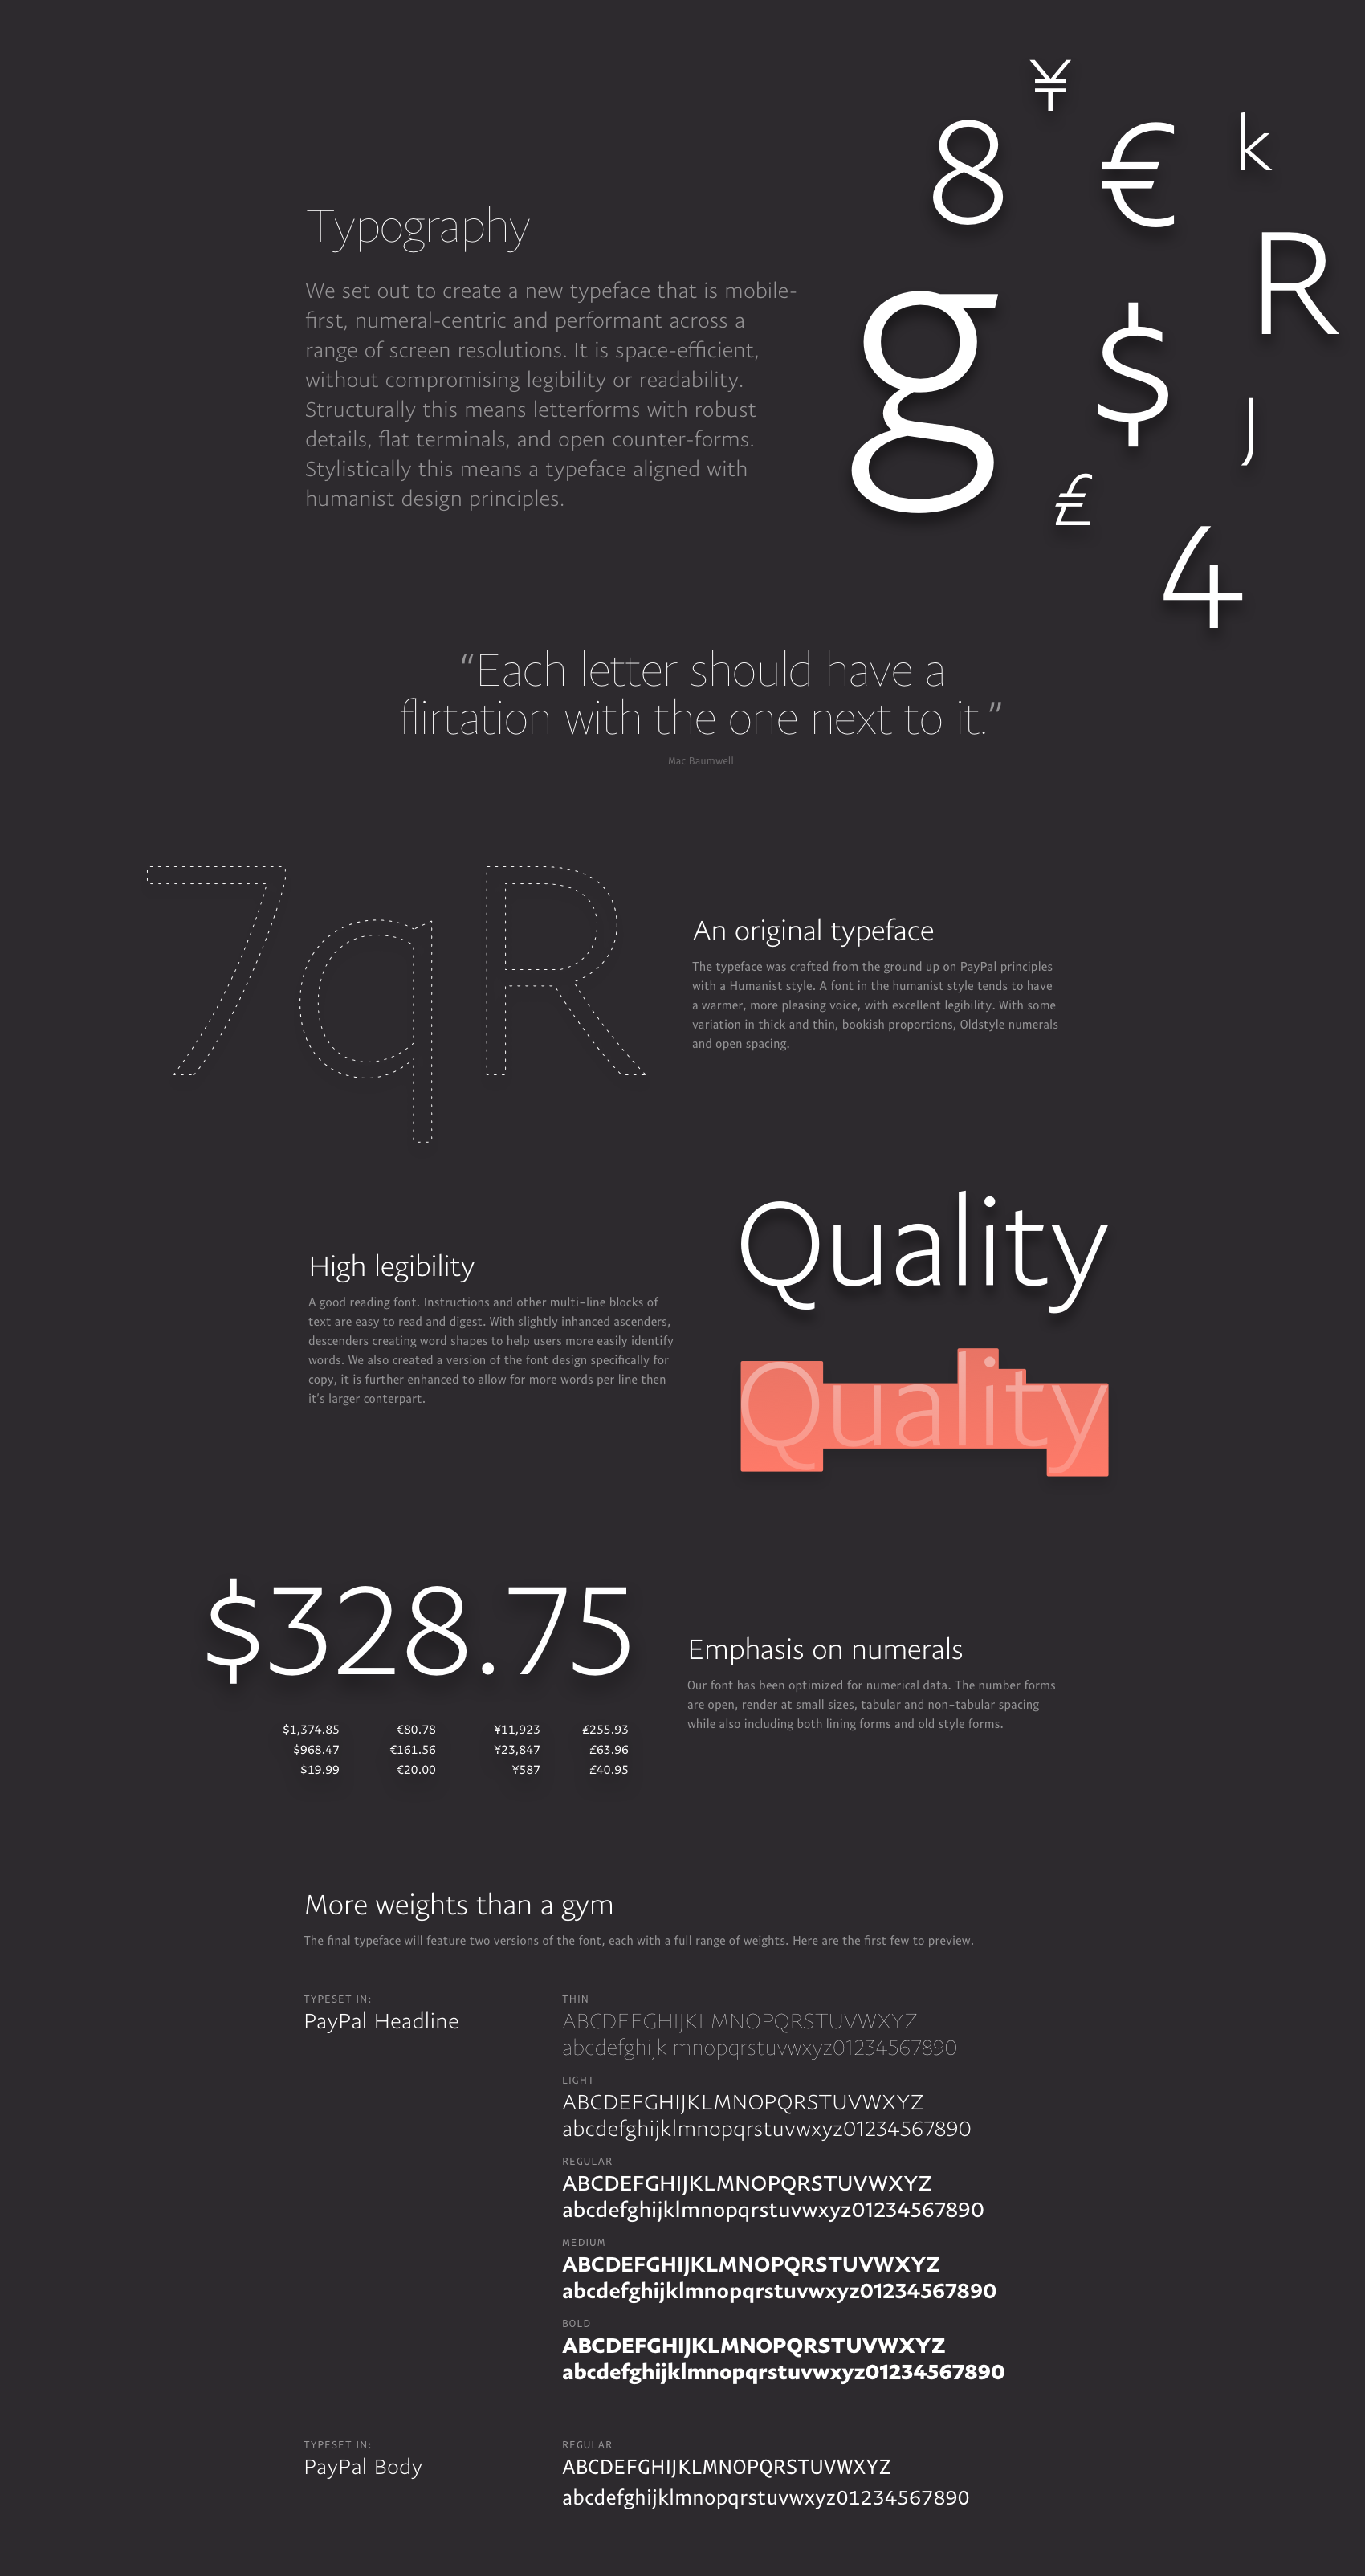 ¥
8 € k
R
g $
J
£
4
Typography
We set out to create a new typeface that is mobile-
first, numeral-centric and performant across a
range of screen resolutions. It is space-efficient,
without compromising legibility or readability.
Structurally this means letterforms with robust
details, flat terminals, and open counter-forms.
Stylistically this means a typeface aligned with
humanist design principles.
“Each letter should have a
flirtation with the one next to it.”
Mac Baumwell
7qR
An original typeface
The typeface was crafted from the ground up on PayPal principles
with a Humanist style. A font in the humanist style tends to have
a warmer, more pleasing voice, with excellent legibility. With some
variation in thick and thin, bookish proportions, Oldstyle numerals
and open spacing.
Quality
High legibility
A good reading font. Instructions and other multi-line blocks of
text are easy to read and digest. With slightly inhanced ascenders,
descenders creating word shapes to help users more easily identify
words. We also created a version of the font design specifically for
copy, it is further enhanced to allow for more words per line then
it's larger conterpart.
Quality
$328.75
Emphasis on numerals
Our font has been optimized for numerical data. The number forms
are open, render at small sizes, tabular and non-tabular spacing
while also including both lining forms and old style forms.
$1,374.85 €80.78 ¥11,923 £255.93
$968.47 €161.56 ¥23,847 £63.96
$19.99 €20.00 ¥587 £40.95
More weights than a gym
The final typeface will feature two versions of the font, each with a full range of weights. Here are the first few to preview.
TYPESET IN:
PayPal Headline
THIN
ABCDEFGHIJKLMNOPQRSTUVWXYZ
abcdefghijklmnopqrstuvwxyz01234567890
LIGHT
ABCDEFGHIJKLMNOPQRSTUVWXYZ
abcdefghijklmnopqrstuvwxyz01234567890
REGULAR
ABCDEFGHIJKLMNOPQRSTUVWXYZ
abcdefghijklmnopqrstuvwxyz01234567890
MEDIUM
ABCDEFGHIJKLMNOPQRSTUVWXYZ
abcdefghijklmnopqrstuvwxyz01234567890
BOLD
ABCDEFGHIJKLMNOPQRSTUVWXYZ
abcdefghijklmnopqrstuvwxyz01234567890
TYPESET IN:
PayPal Body
REGULAR
ABCDEFGHIJKLMNOPQRSTUVWXYZ
abcdefghijklmnopqrstuvwxyz01234567890